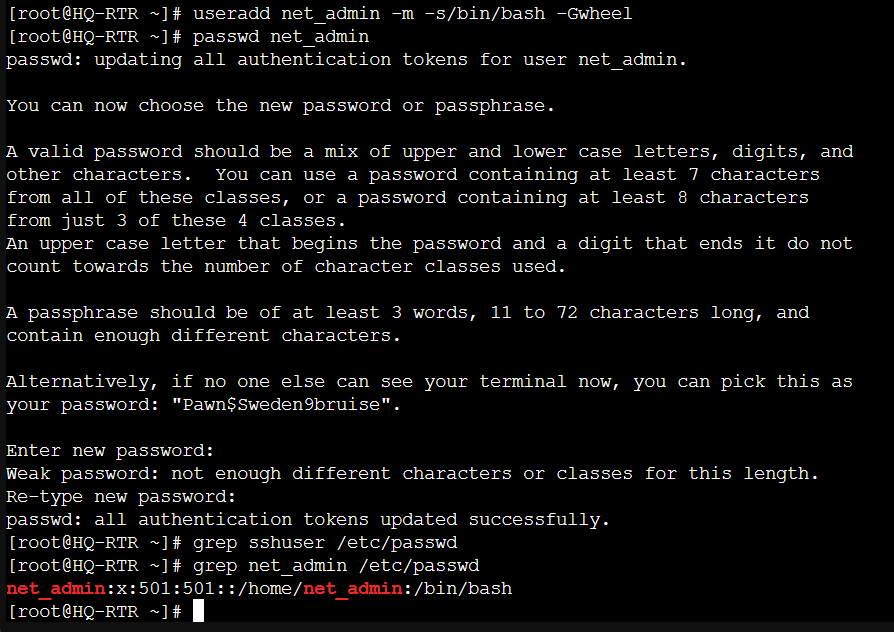 [root@HQ-RTR ~]# useradd net_admin -m -s/bin/bash -Gwheel
[root@HQ-RTR ~]# passwd net_admin
passwd: updating all authentication tokens for user net_admin.
You can now choose the new password or passphrase.
A valid password should be a mix of upper and lower case letters, digits, and
other characters.  You can use a password containing at least 7 characters
from all of these classes, or a password containing at least 8 characters
from just 3 of these 4 classes.
An upper case letter that begins the password and a digit that ends it do not
count towards the number of character classes used.
A passphrase should be of at least 3 words, 11 to 72 characters long, and
contain enough different characters.
Alternatively, if no one else can see your terminal now, you can pick this as
your password: "Pawn$Sweden9bruise".
Enter new password:
Weak password: not enough different characters or classes for this length.
Re-type new password:
passwd: all authentication tokens updated successfully.
[root@HQ-RTR ~]# grep sshuser /etc/passwd
[root@HQ-RTR ~]# grep net_admin /etc/passwd
net_admin:x:501:501::/home/net_admin:/bin/bash
[root@HQ-RTR ~]#